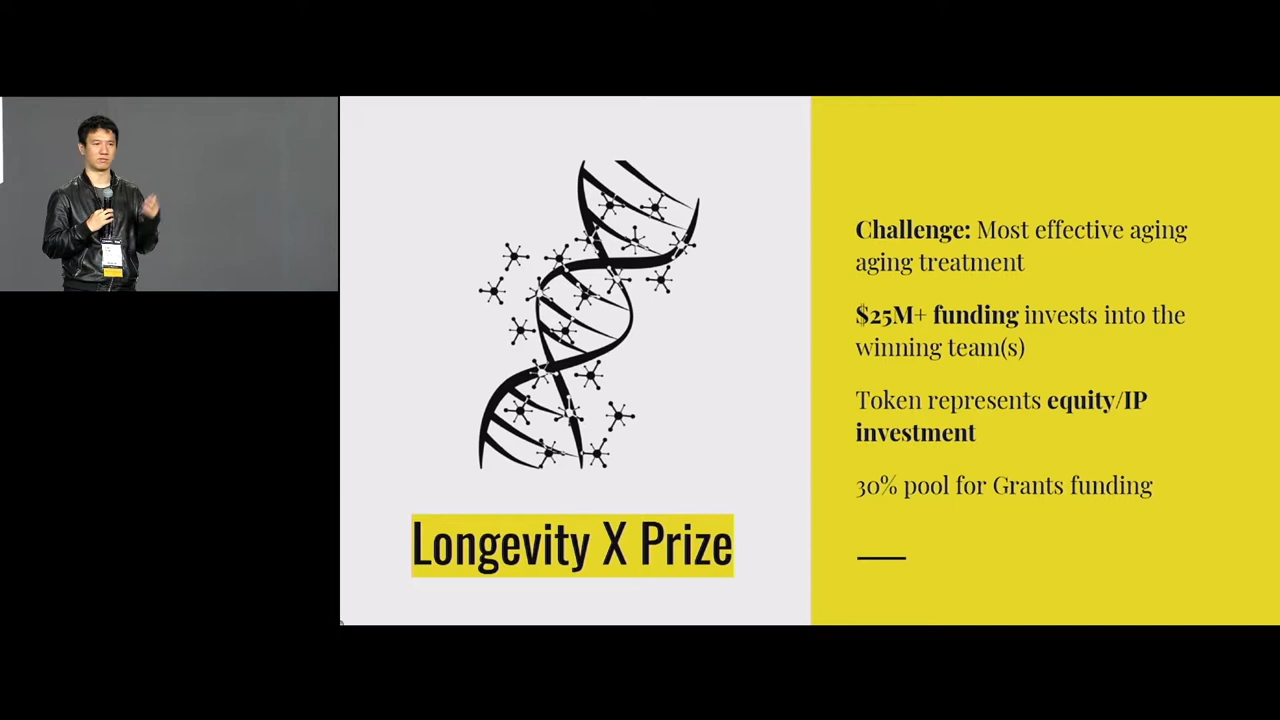 Longevity X Prize
Challenge: Most effective aging
aging treatment
$25M+ funding invests into the
winning team(s)
Token represents equity/IP
investment
30% pool for Grants funding